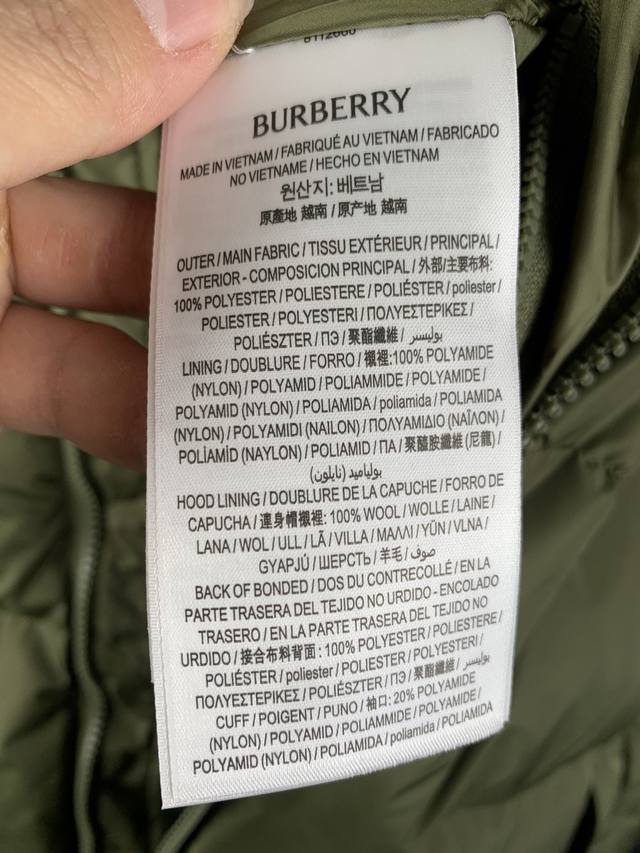 BURBERRY
MADE IN VIETNAM / FABRIQUÉ AU VIETNAM / FABRICADO
NO VIETNAME / HECHO EN VIETNAM
원산지: 베트남
原產地 越南 / 原产地 越南
OUTER / MAIN FABRIC / TISSU EXTÉRIEUR / PRINCIPAL /
EXTERIOR - COMPOSICION PRINCIPAL / 外部/主要布料:
100% POLYESTER / POLIESTERE / POLIÉSTER / poliester /
POLIESTER / POLYESTERI / ΠΟΛΥΕΣΤΕΡΙΚΕΣ /
POLIÉSZTER / ПЭ / 聚酯纖維 / بوليسير
LINING / DOUBLURE / FORRO / 襯裡: 100% POLYAMIDE
(NYLON) / POLYAMID / POLIAMMIDE / POLYAMIDE /
POLYAMID (NYLON) / POLIAMIDA / poliamida / POLIAMIDA
(NYLON) / POLYAMIDI (NAILON) / ΠΟΛΥΑΜΙΔΙΟ (ΝΑΪΛΟΝ) /
POLİAMİD (NAYLON) / POLIAMID / ПА / 聚醯胺纖維 (尼龍) /
بولياميد (نايلون)
HOOD LINING / DOUBLURE DE LA CAPUCHE / FORRO DE
CAPUCHA / 連身帽襯裡: 100% WOOL / WOLLE / LAINE /
LANA / WOL / ULL / LÃ / VILLA / ΜΑΛΛΙ / YÜN / VLNA /
GYAPJÚ / ШЕРСТЬ / 羊毛 / صوف
BACK OF BONDED / DOS DU CONTRECOLLÉ / EN LA
PARTE TRASERA DEL TEJIDO NO URDIDO - ENCOLADO
TRASERO / EN LA PARTE TRASERA DEL TEJIDO NO
URDIDO / 接合布料背面: 100% POLYESTER / POLIESTERE /
POLIÉSTER / poliester / POLIESTER / POLYESTERI /
ΠΟΛΥΕΣΤΕΡΙΚΕΣ / POLIÉSZTER / ПЭ / 聚酯纖維 / بوليسير
CUFF / POIGENT / PUNO / 袖口: 20% POLYAMIDE
(NYLON) / POLYAMID / POLIAMMIDE / POLYAMIDE /
POLYAMID (NYLON) / POLIAMIDA / poliamida / POLIAMIDA